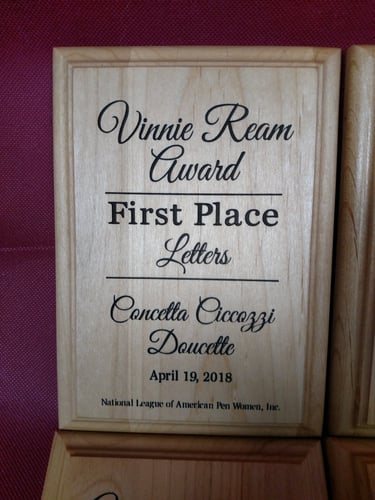 Vinnie Ream
Award
First Place
Letters
Concetta Ciccozzi
Doucette
April 19, 2018
National League of American Pen Women, Inc.